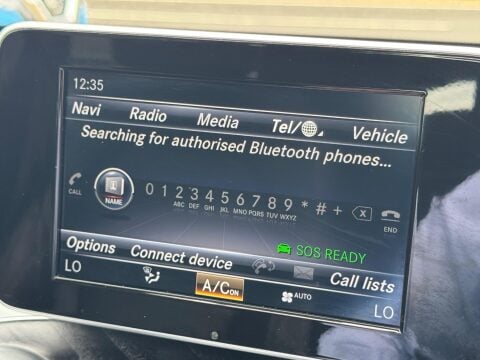 12:35
Navi Radio Media Tel/ Vehicle
Searching for authorised Bluetooth phones...
CALL NAME 0 1 2 3 4 5 6 7 8 9 * # + END
ABC DEF GHI JKL MNO PQRS TUV WXYZ
SOS READY
Options Connect device Call lists
LO A/C ON AUTO LO